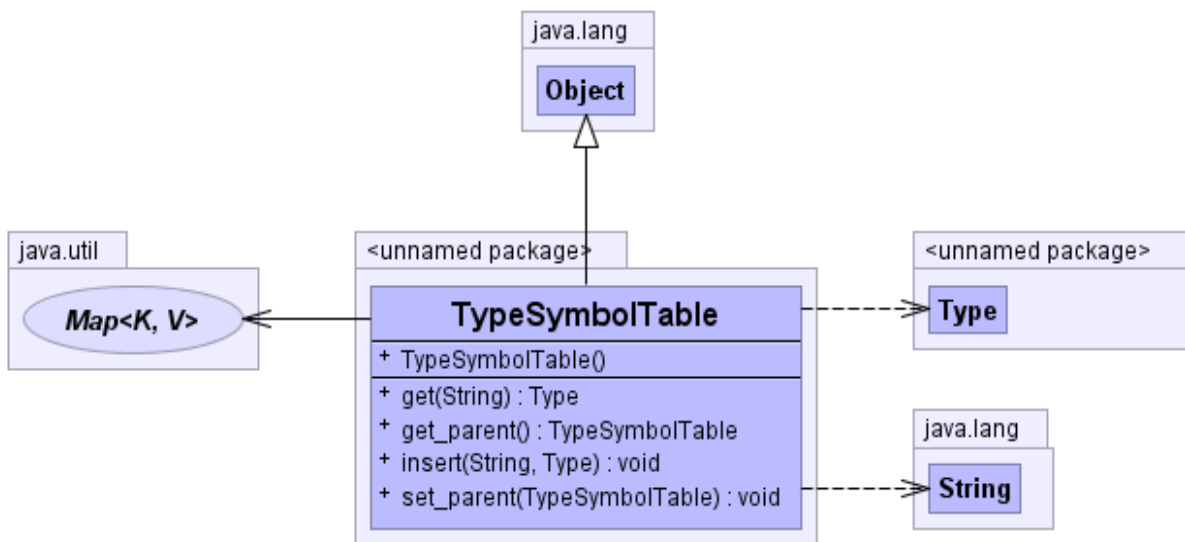 java.lang
Object
java.util
Map<K, V>
<unnamed package>
TypeSymbolTable
+ TypeSymbolTable()
+ get(String) : Type
+ get_parent() : TypeSymbolTable
+ insert(String, Type) : void
+ set_parent(TypeSymbolTable) : void
<unnamed package>
Type
java.lang
String